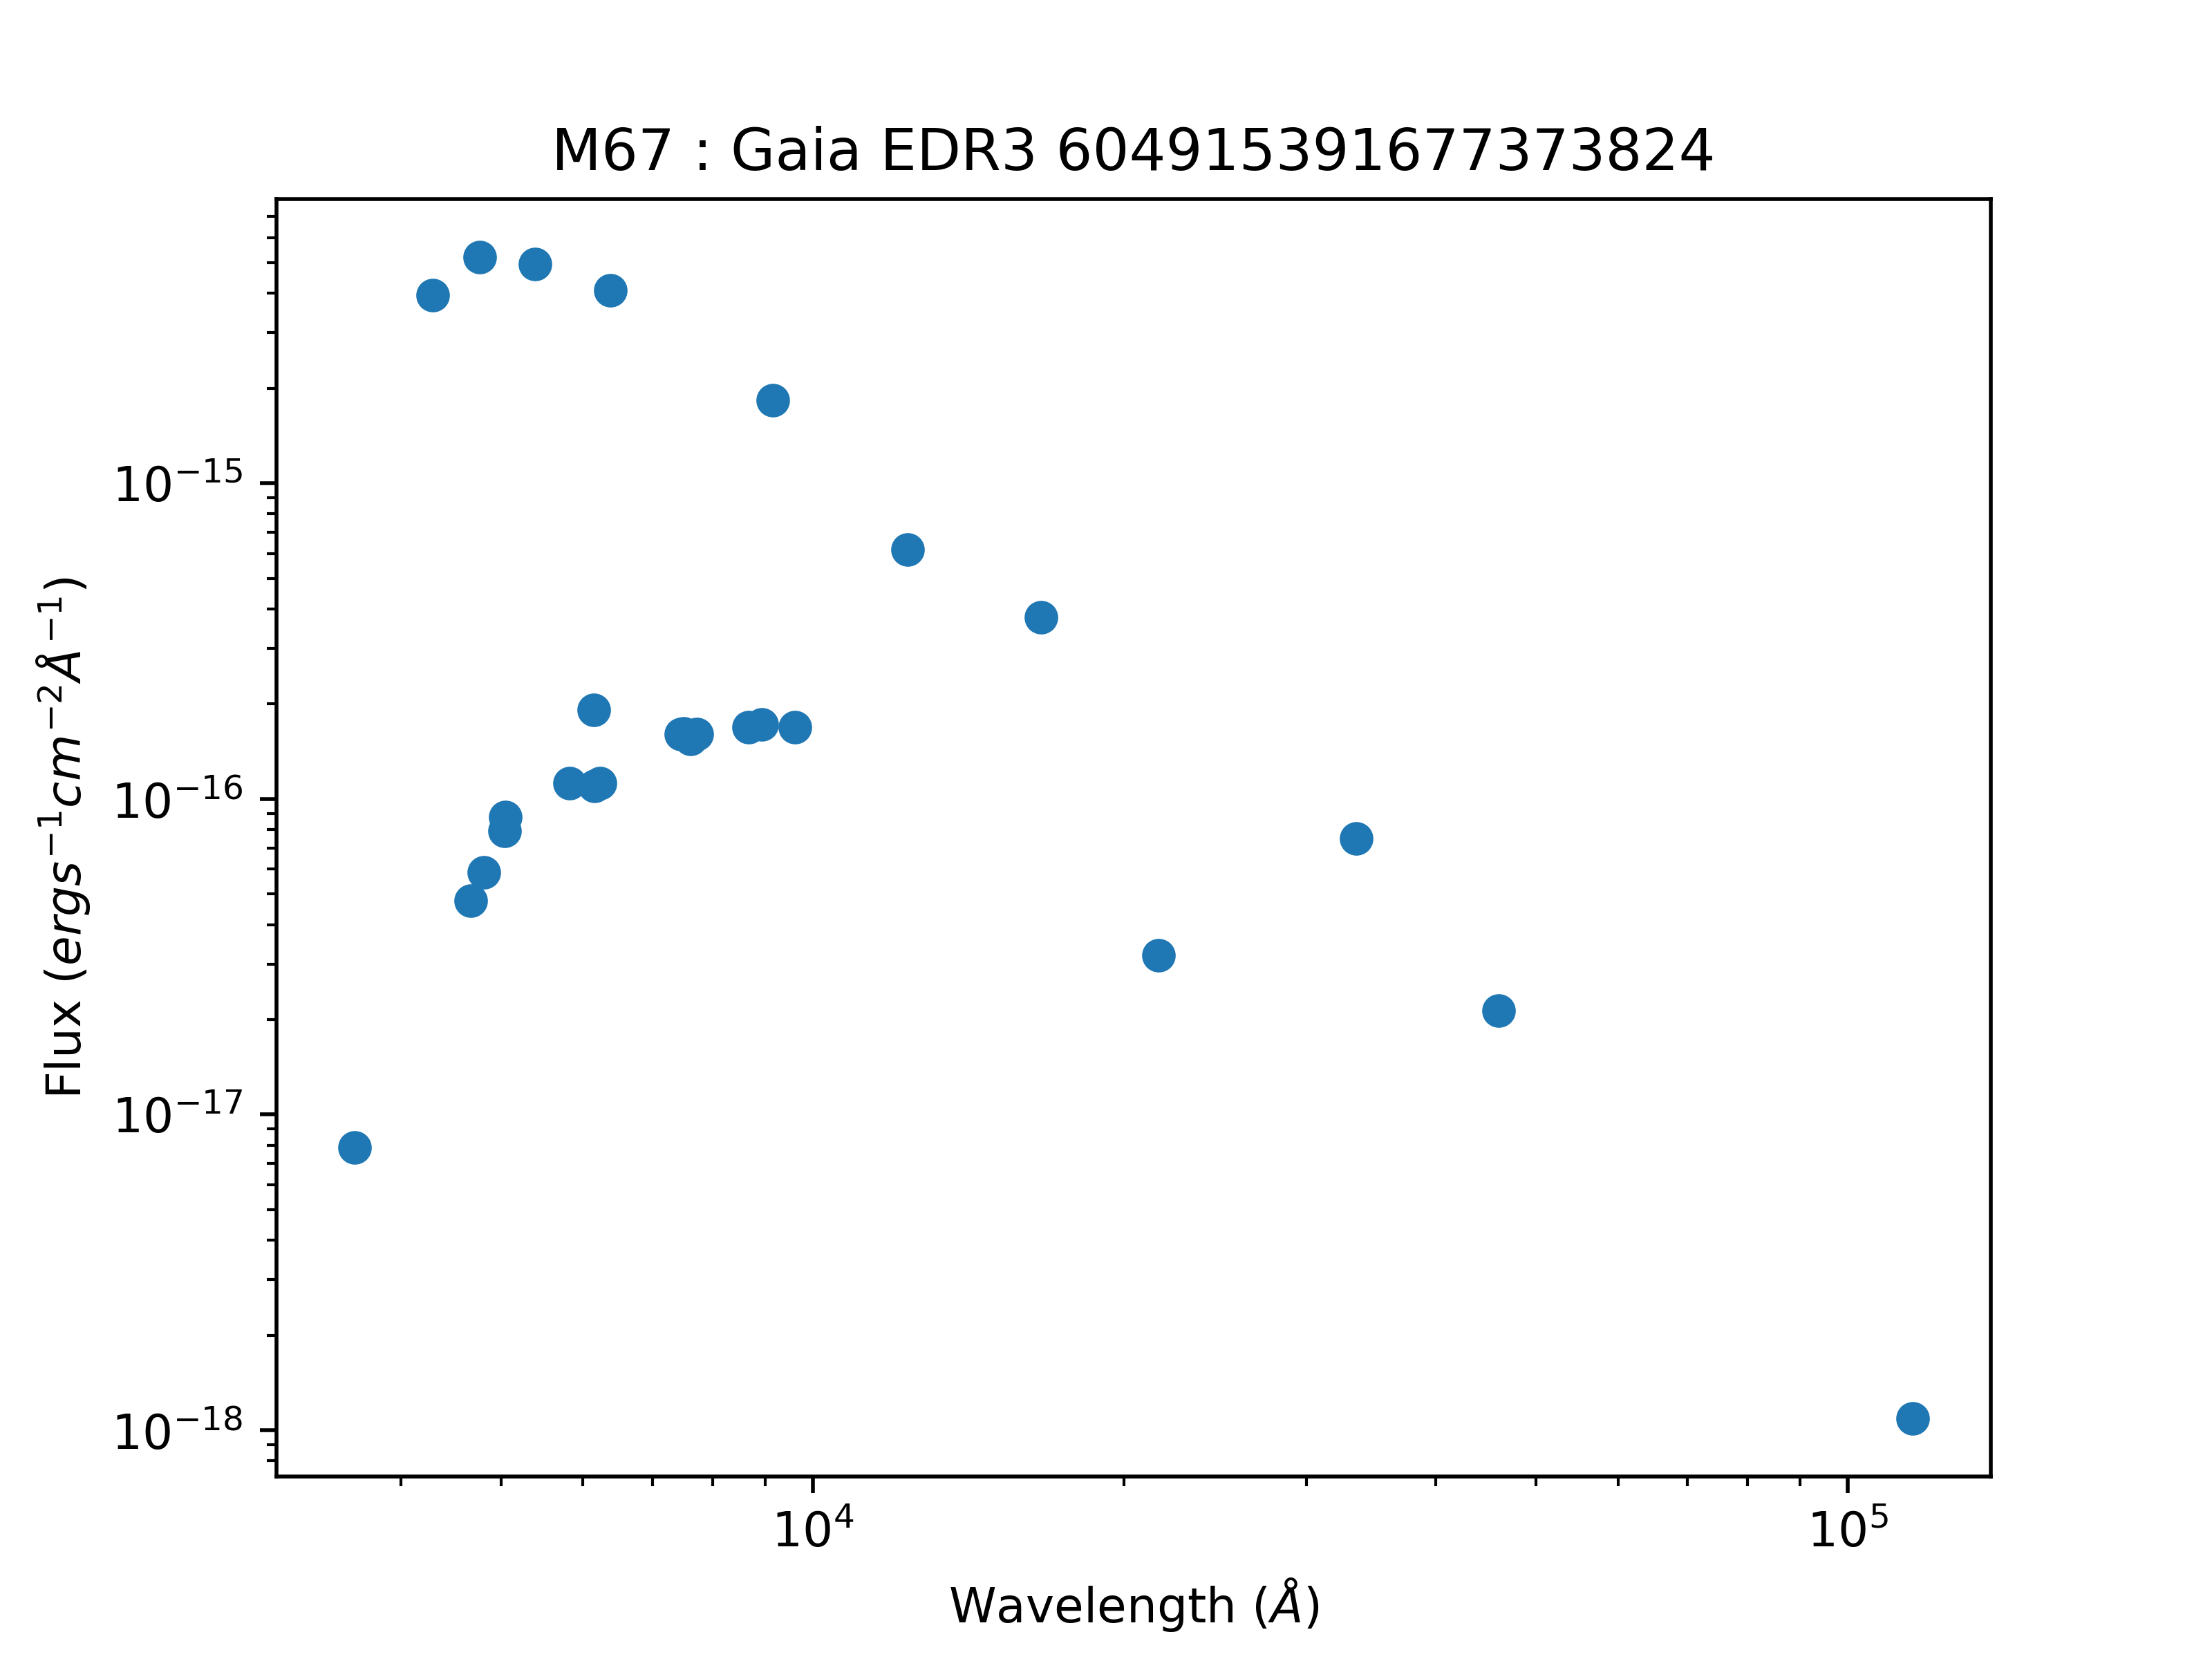 M67 : Gaia EDR3 604915391677373824
10⁻¹⁵
10⁻¹⁶
10⁻¹⁷
10⁻¹⁸
Flux (ergs⁻¹cm⁻²Å⁻¹)
10⁴ 10⁵
Wavelength (Å)